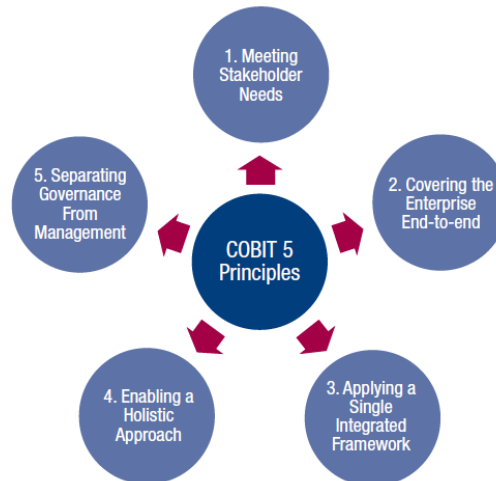 1. Meeting
Stakeholder
Needs
2. Covering the
Enterprise
End-to-end
3. Applying a
Single
Integrated
Framework
4. Enabling a
Holistic
Approach
5. Separating
Governance
From
Management
COBIT 5
Principles